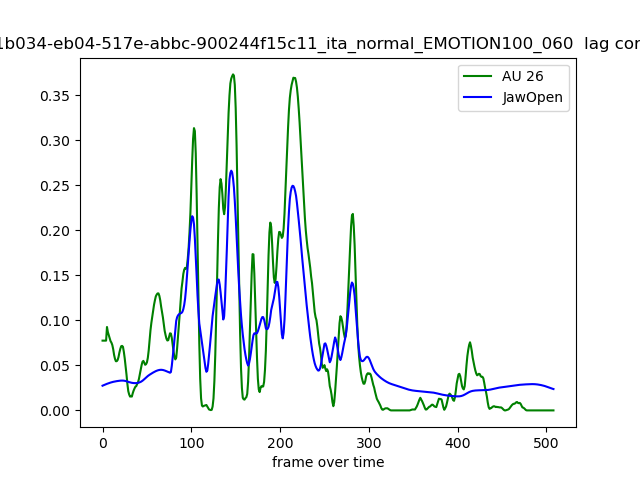 1b034-eb04-517e-abbc-900244f15c11_ita_normal_EMOTION100_060 lag cor
AU 26
JawOpen
0.35
0.30
0.25
0.20
0.15
0.10
0.05
0.00
0 100 200 300 400 500
frame over time